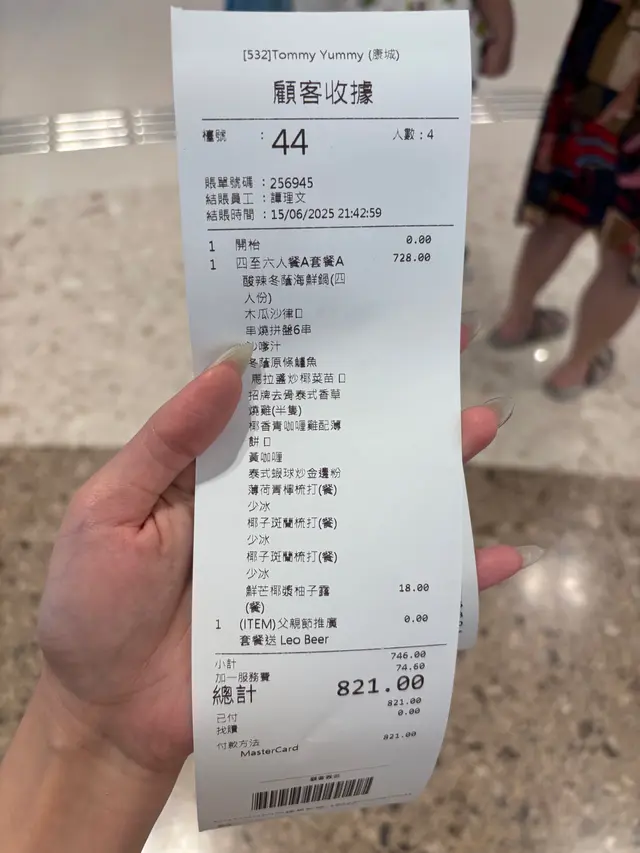 [532]Tommy Yummy (康城)
顧客收據
檯號 : 44 人數 : 4
賬單號碼 : 256945
結賬員工 : 譚理文
結賬時間 : 15/06/2025 21:42:59
1 開枱 0.00
1 四至六人餐A套餐A 728.00
酸辣冬蔭海鮮鍋(四
人份)
木瓜沙律口
串燒拼盤6串
沙嗲汁
冬蔭原條鱸魚
馬拉盞炒椰菜苗口
招牌去骨泰式香草
燒雞(半隻)
椰香青咖喱雞配薄
餅口
黃咖喱
泰式蝦球炒金邊粉
薄荷青檸梳打(餐)
少冰
椰子斑蘭梳打(餐)
少冰
椰子斑蘭梳打(餐)
少冰
鮮芒椰漿柚子露 18.00
(餐)
1 (ITEM)父親節推廣 0.00
套餐送 Leo Beer
小計 746.00
加一服務費 74.60
總計 821.00
已付 821.00
找續 0.00
付款方法
MasterCard 821.00